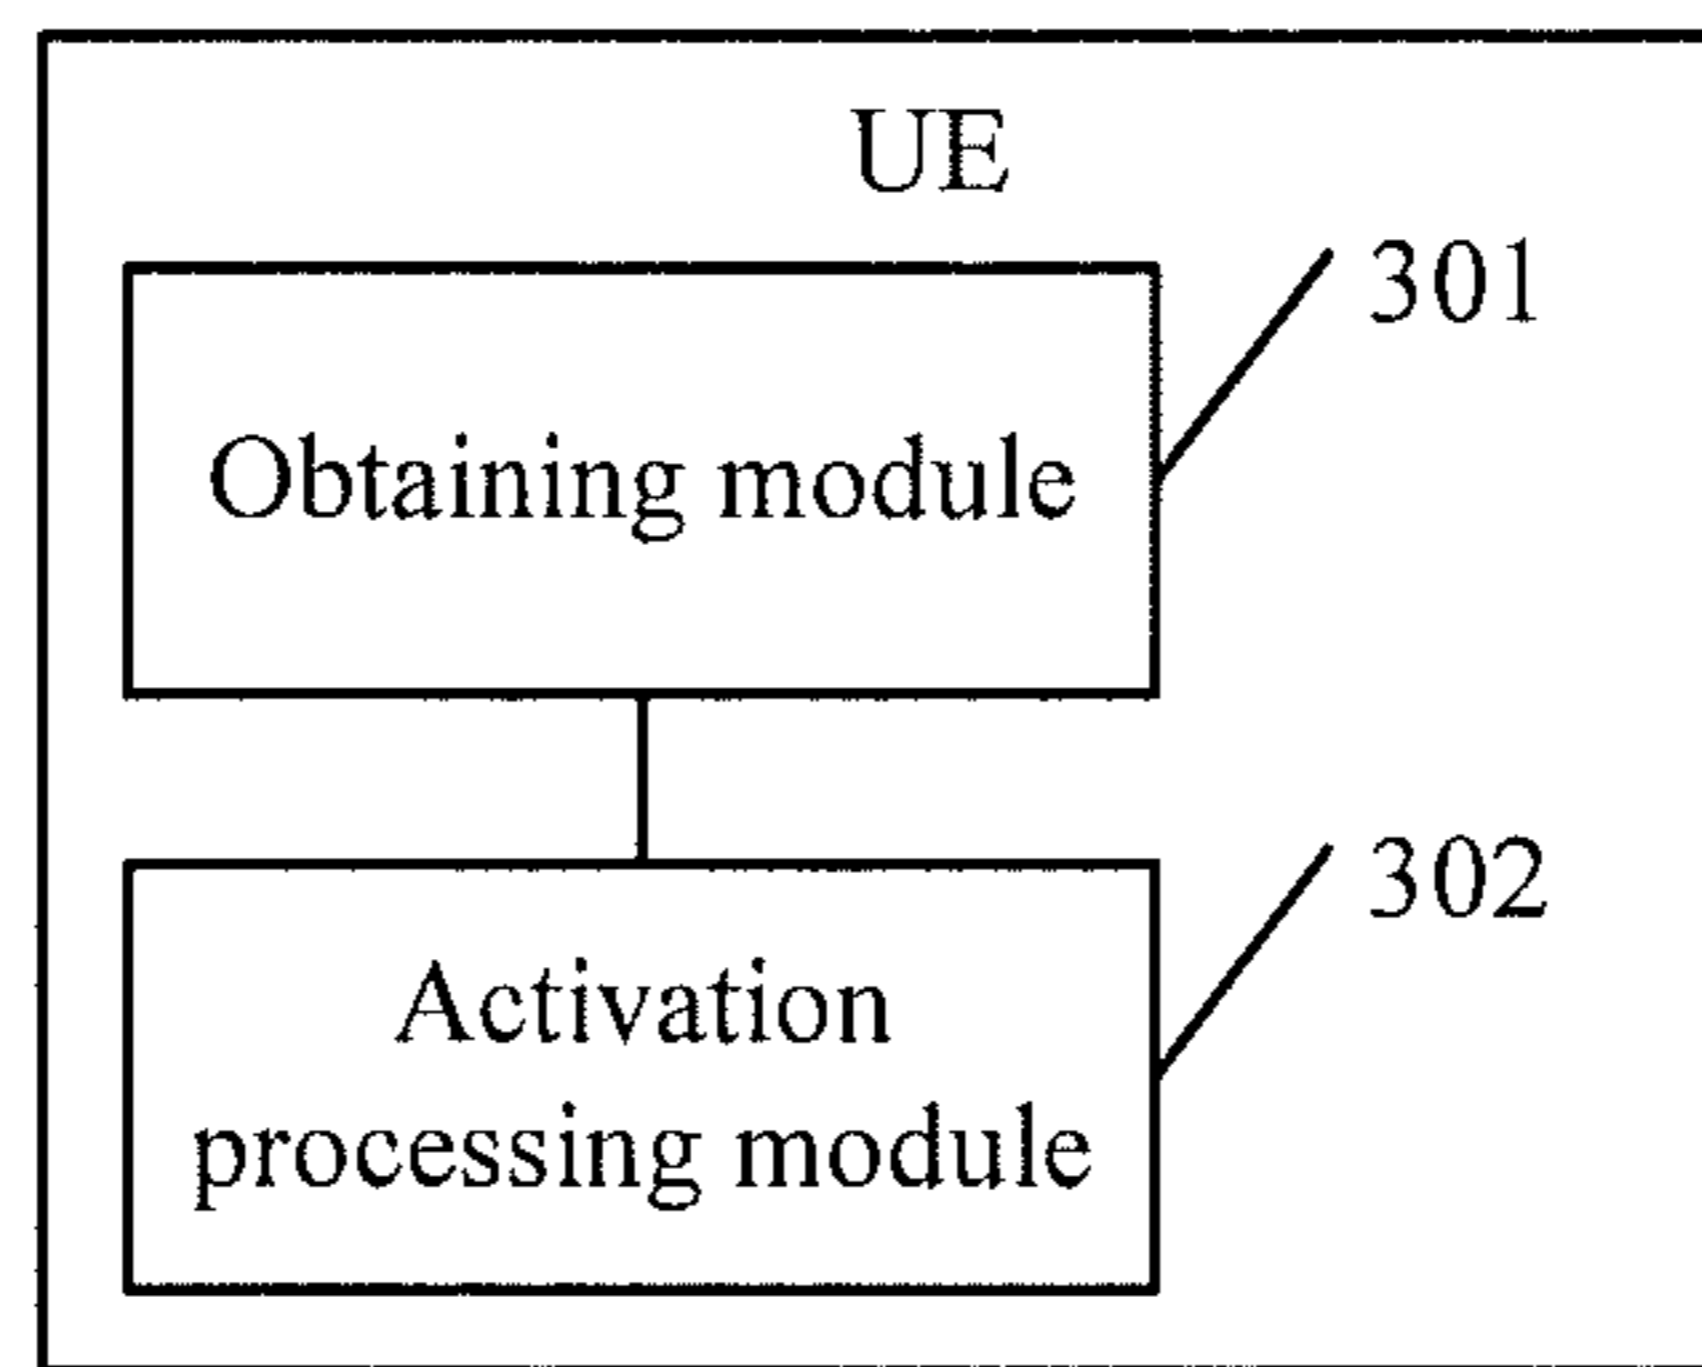 UE
301
Obtaining module
302
Activation
processing module